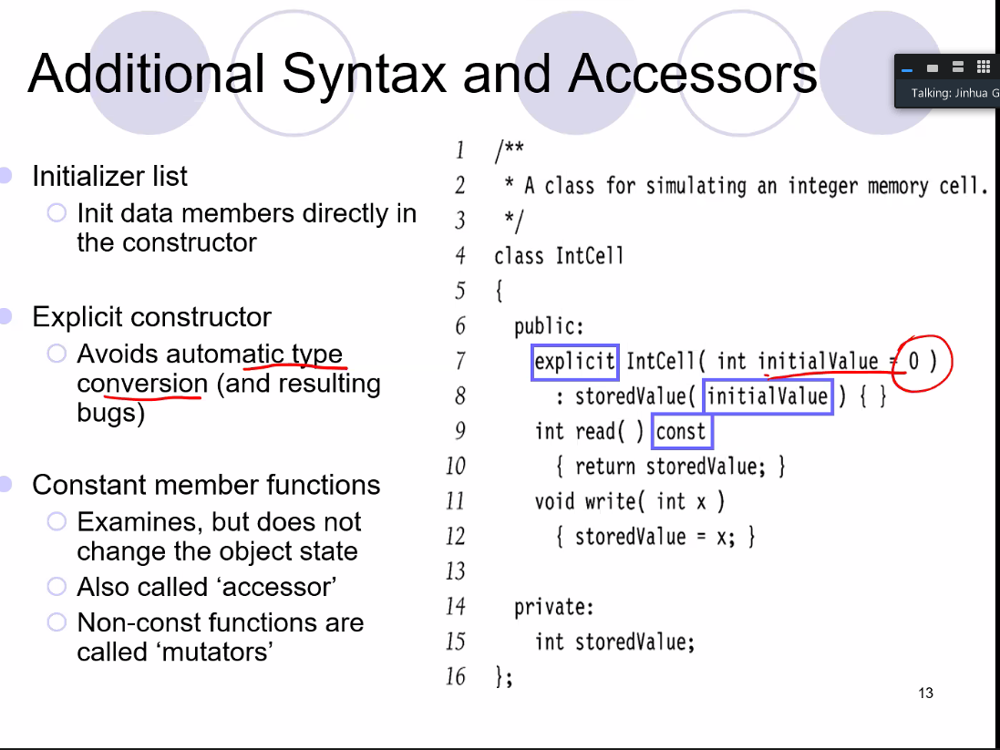 Additional Syntax and Accessors
Talking: Jinhua G
Initializer list
Init data members directly in
the constructor
Explicit constructor
Avoids automatic type
conversion (and resulting
bugs)
Constant member functions
Examines, but does not
change the object state
Also called ‘accessor’
Non-const functions are
called ‘mutators’
1 /**
2 * A class for simulating an integer memory cell.
3 */
4 class IntCell
5 {
6 public:
7 explicit IntCell( int initialValue = 0 )
8 : storedValue( initialValue ) { }
9 int read( ) const
10 { return storedValue; }
11 void write( int x )
12 { storedValue = x; }
13
14 private:
15 int storedValue;
16 };
13